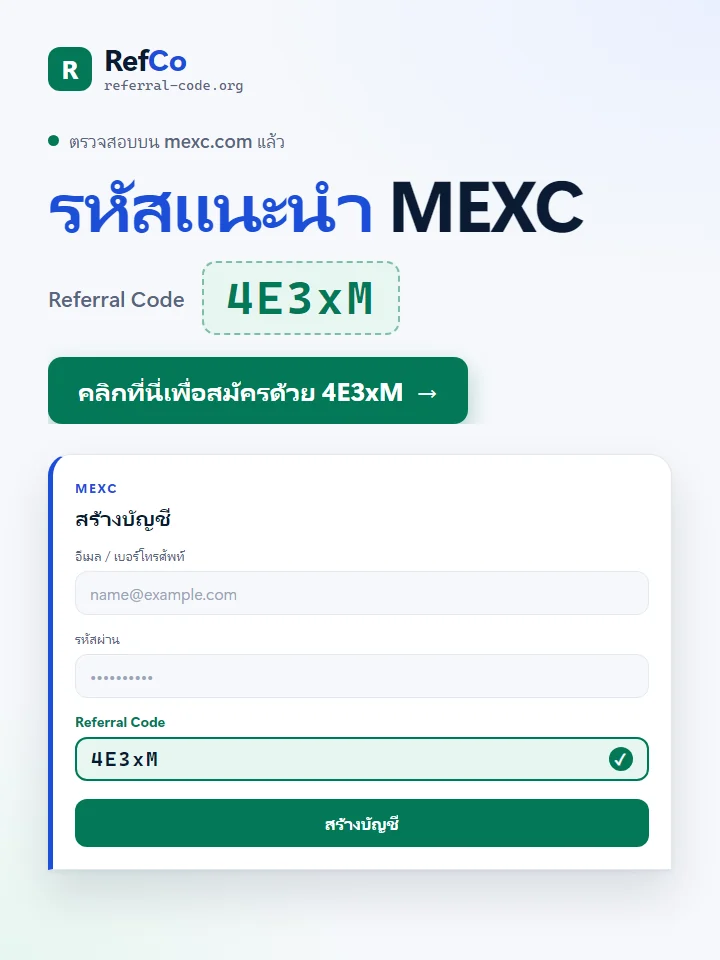 R
RefCo
referral-code.org
ตรวจสอบบน mexc.com แล้ว
รหัสแนะนำ MEXC
Referral Code 4E3xM
คลิกที่นี่เพื่อสมัครด้วย 4E3xM →
MEXC
สร้างบัญชี
อีเมล / เบอร์โทรศัพท์
name@example.com
รหัสผ่าน
••••••••••
Referral Code
4E3xM
สร้างบัญชี